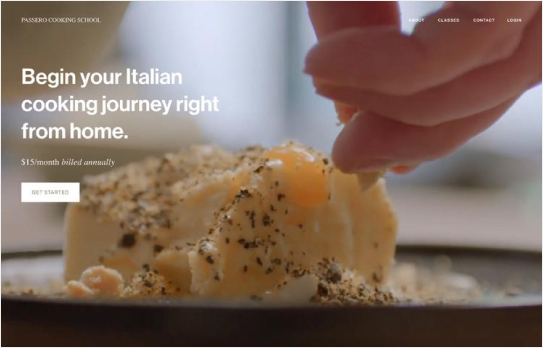 PASSERO COOKING SCHOOL
ABOUT CLASSES CONTACT LOGIN
Begin your Italian
cooking journey right
from home.
$15/month billed annually
GET STARTED